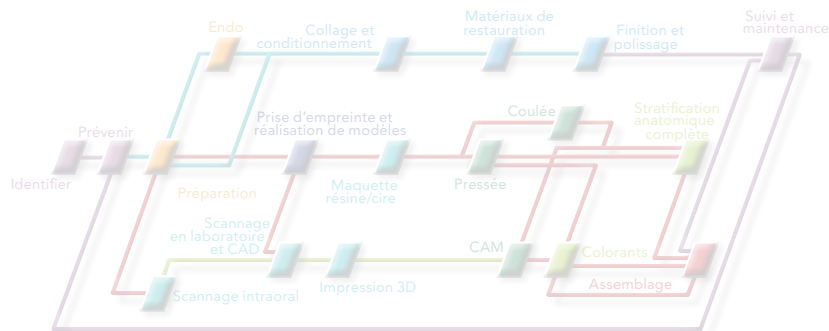 Endo
Collage et
conditionnement
Matériaux de
restauration
Finition et
polissage
Suivi et
maintenance
Identifier
Prévenir
Préparation
Prise d'empreinte et
réalisation de modèles
Maquette
résine/cire
Coulée
Pressée
Stratification
anatomique
complète
Scannage
en laboratoire
et CAD
Scannage intraoral
Impression 3D
CAM
Colorants
Assemblage